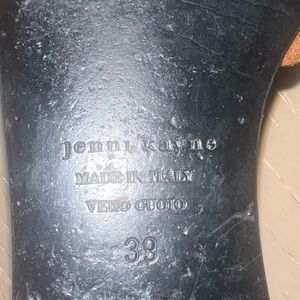 jenni kayne
MADE IN ITALY
VERO CUOIO
39